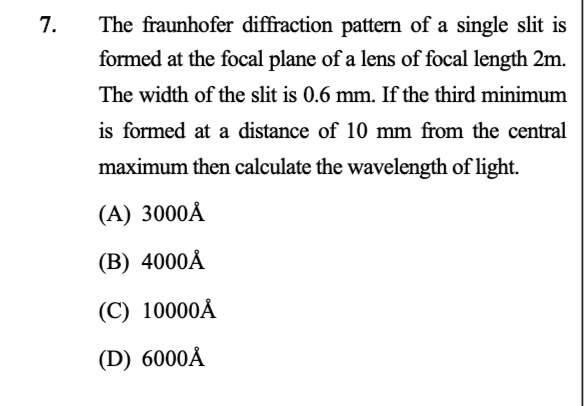 7. The fraunhofer diffraction pattern of a single slit is
formed at the focal plane of a lens of focal length 2m.
The width of the slit is 0.6 mm. If the third minimum
is formed at a distance of 10 mm from the central
maximum then calculate the wavelength of light.
(A) 3000Å
(B) 4000Å
(C) 10000Å
(D) 6000Å